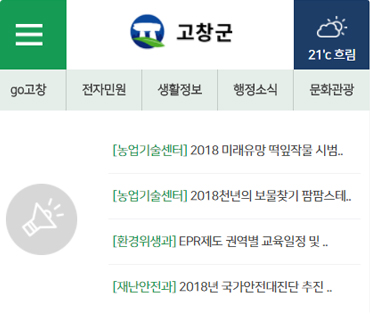 고창군
21℃ 흐림
go고창 전자민원 생활정보 행정소식 문화관광
[농업기술센터] 2018 미래유망 떡잎작물 시범..
[농업기술센터] 2018천년의 보물찾기 팜팜스테..
[환경위생과] EPR제도 권역별 교육일정 및 ..
[재난안전과] 2018년 국가안전대진단 추진 ..